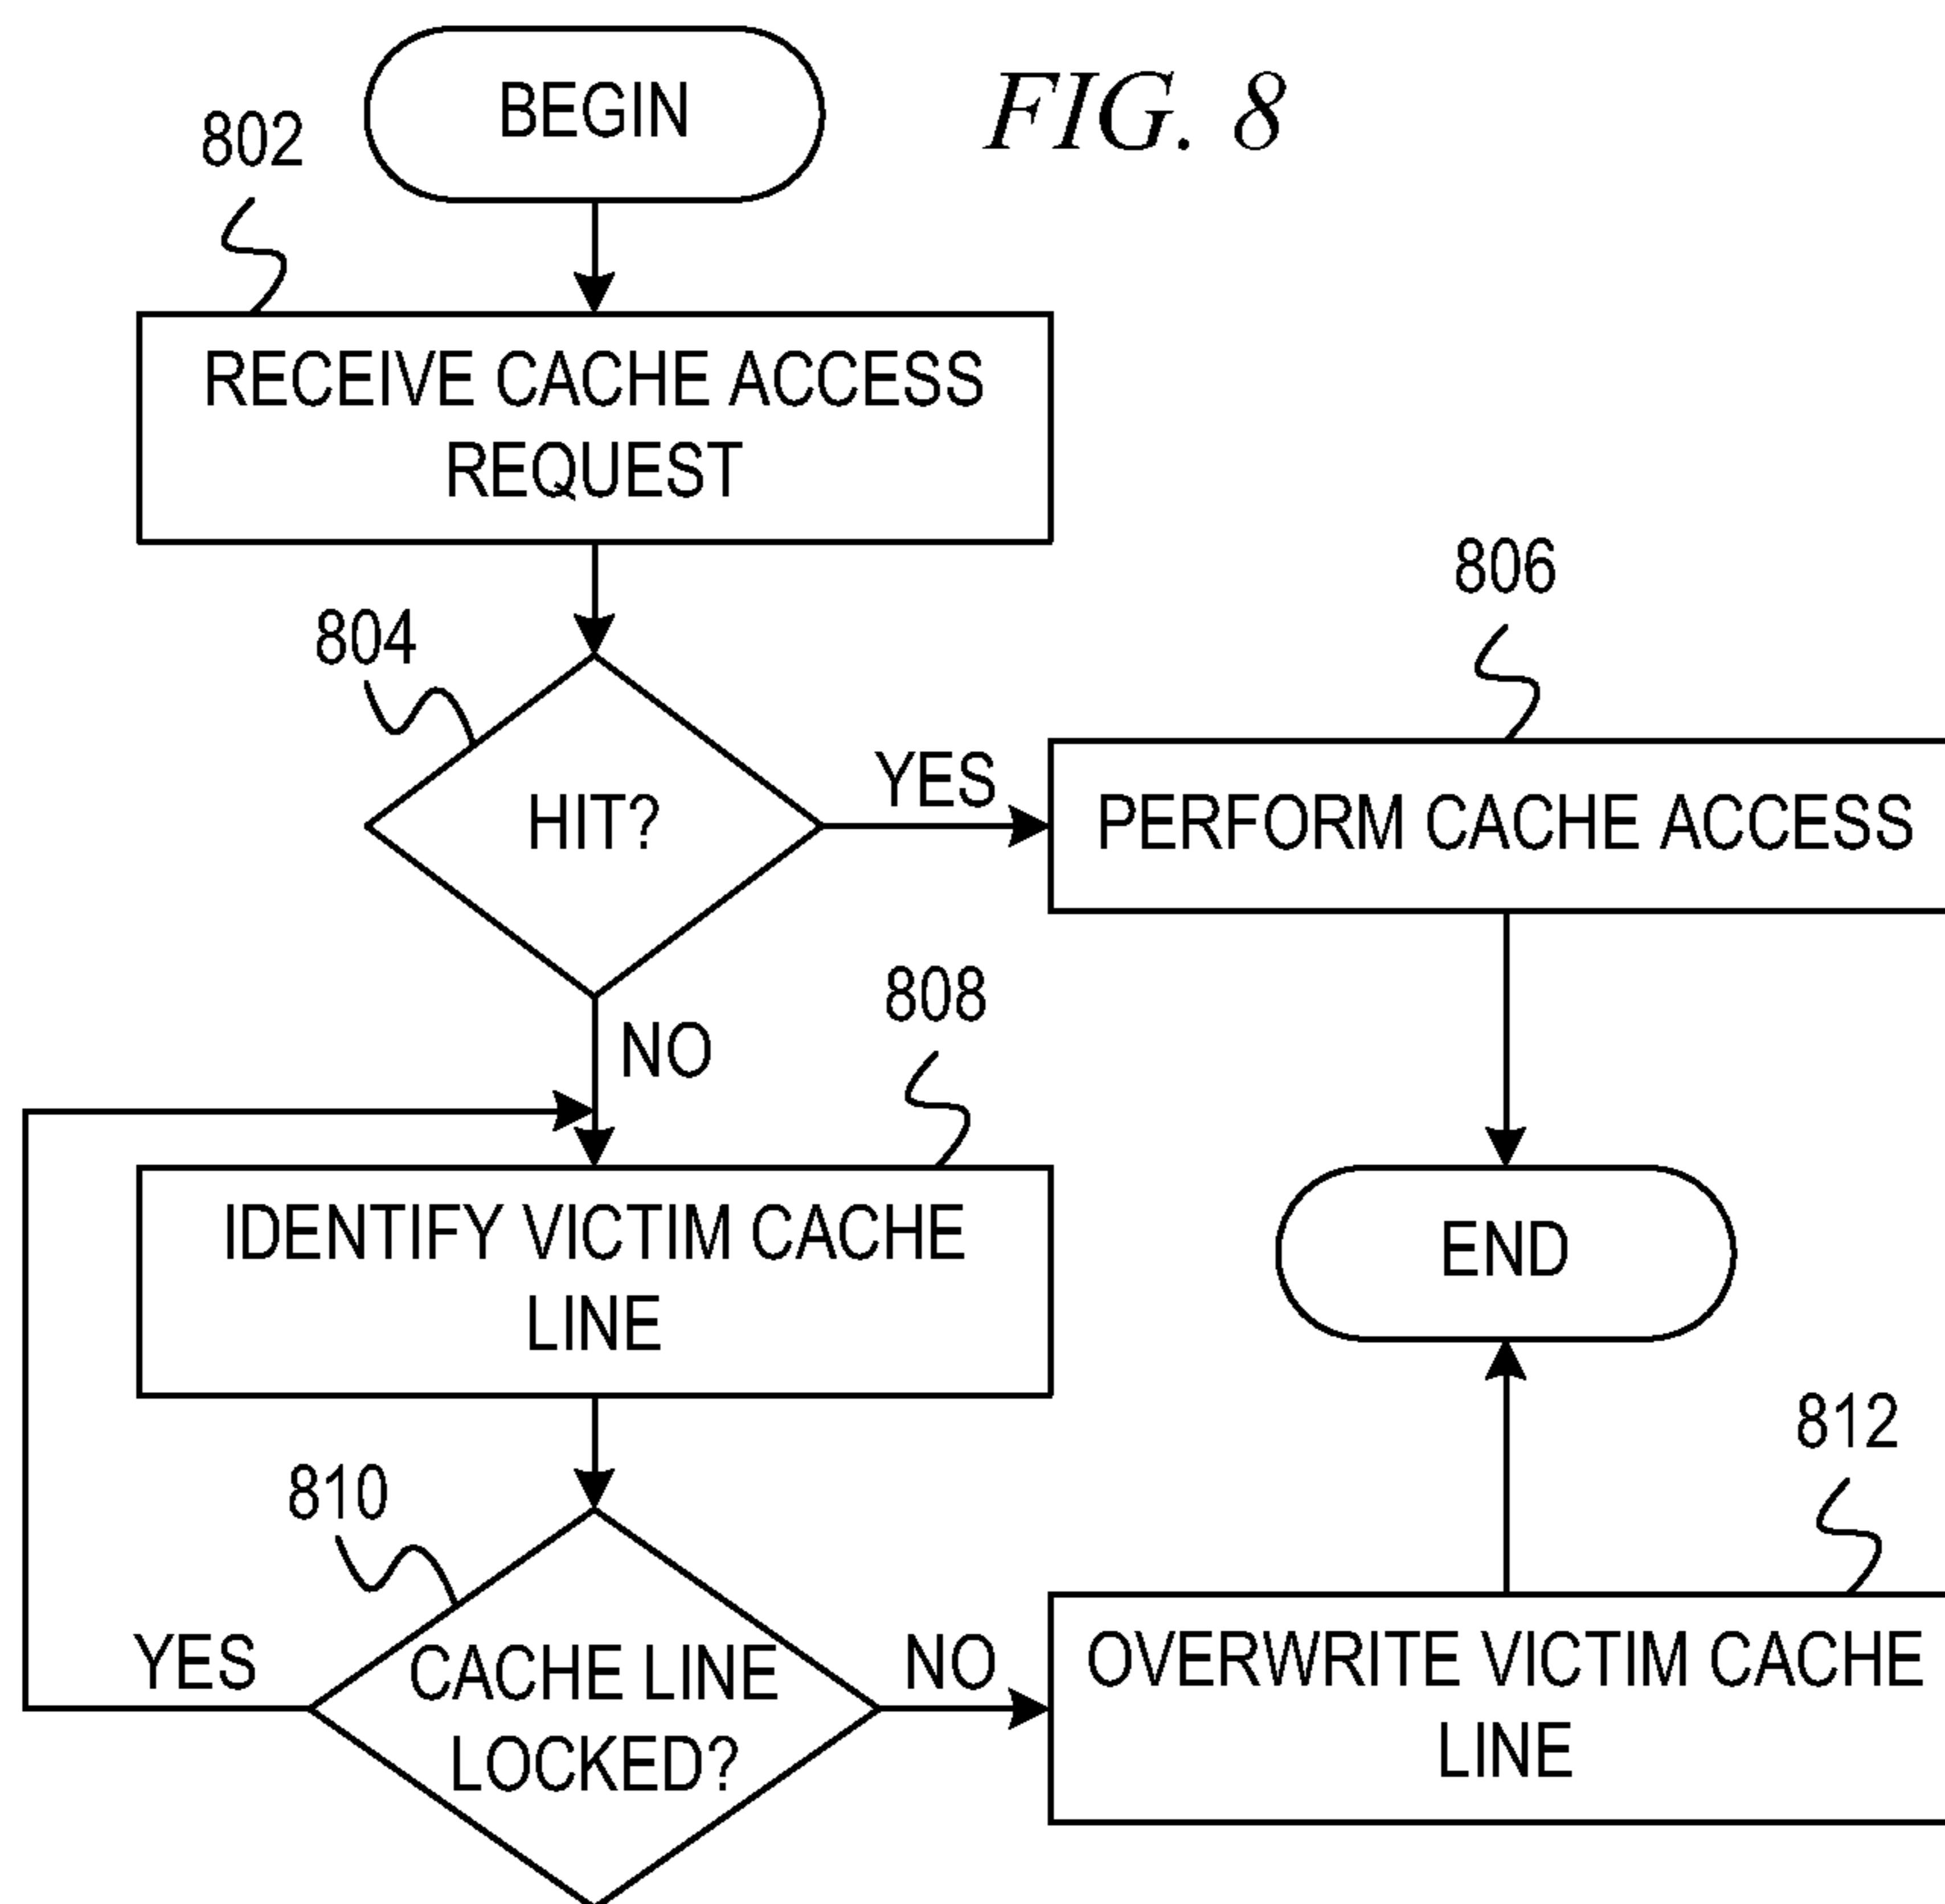 BEGIN
FIG. 8
802
RECEIVE CACHE ACCESS
REQUEST
804
HIT?
YES
806
PERFORM CACHE ACCESS
NO
808
IDENTIFY VICTIM CACHE
LINE
END
810
CACHE LINE
LOCKED?
YES
NO
812
OVERWRITE VICTIM CACHE
LINE